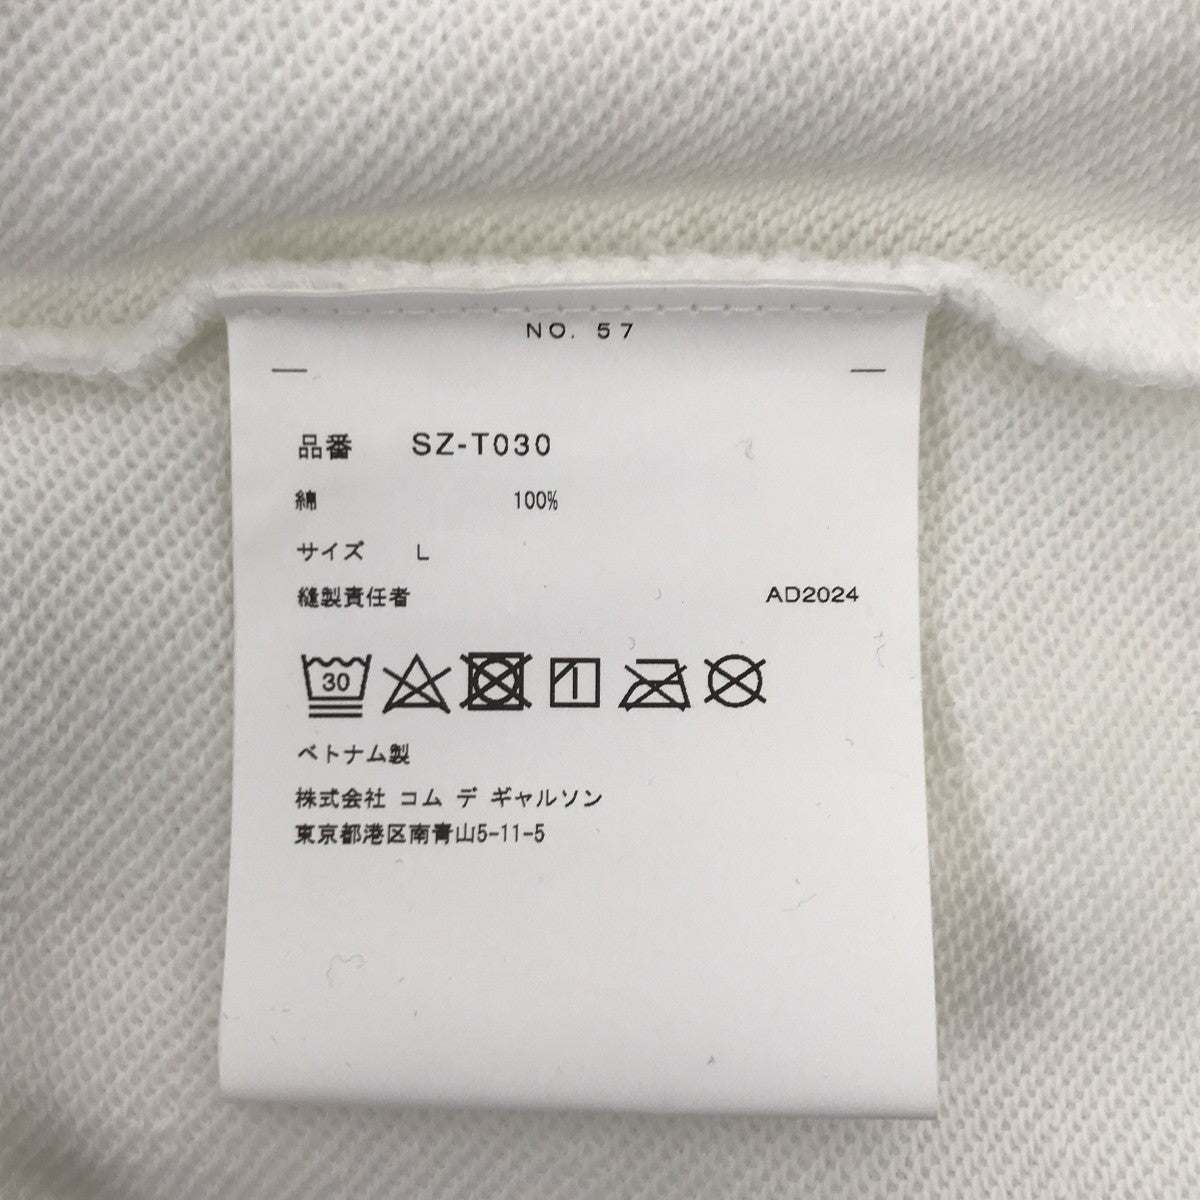 NO. 57
品番 SZ-T030
綿 100%
サイズ L
縫製責任者 AD2024
30
ベトナム製
株式会社 コム デ ギャルソン
東京都港区南青山5-11-5